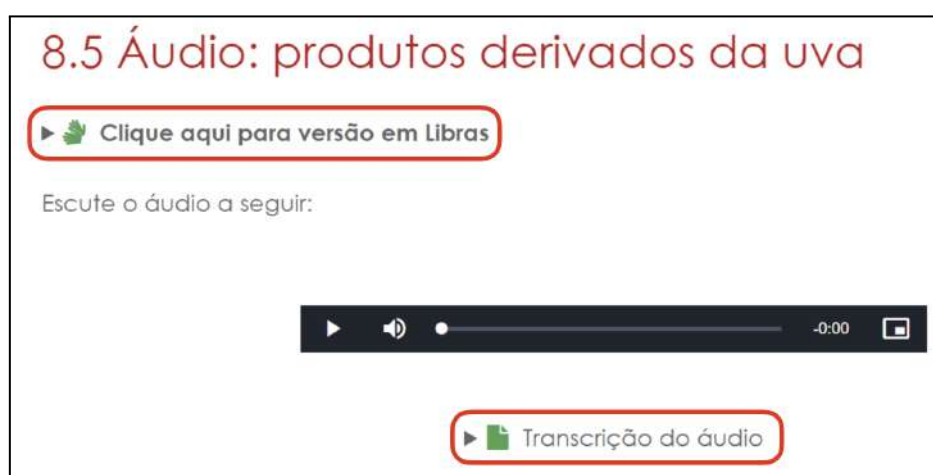 8.5 Áudio: produtos derivados da uva
Clique aqui para versão em Libras
Escute o áudio a seguir:
-0:00
Transcrição do áudio